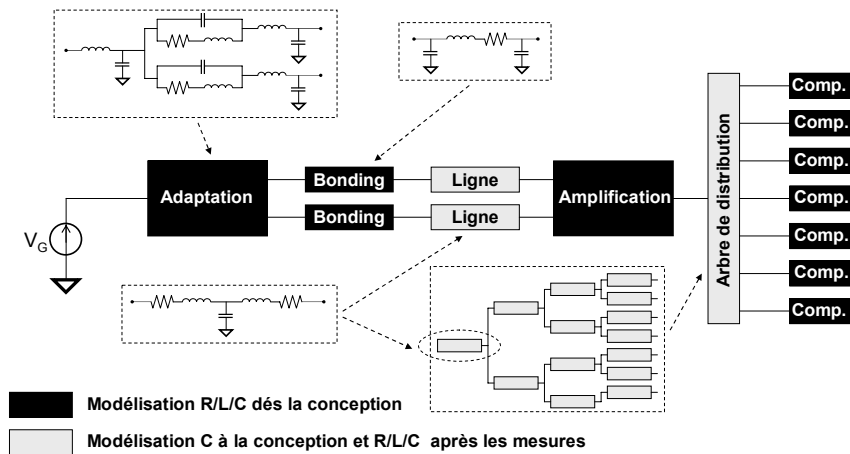 Comp.
Comp.
Comp.
Comp.
Comp.
Comp.
Comp.
Adaptation
Bonding
Ligne
Bonding
Ligne
Amplification
Arbre de distribution
VG
Modélisation R/L/C dés la conception
Modélisation C à la conception et R/L/C après les mesures